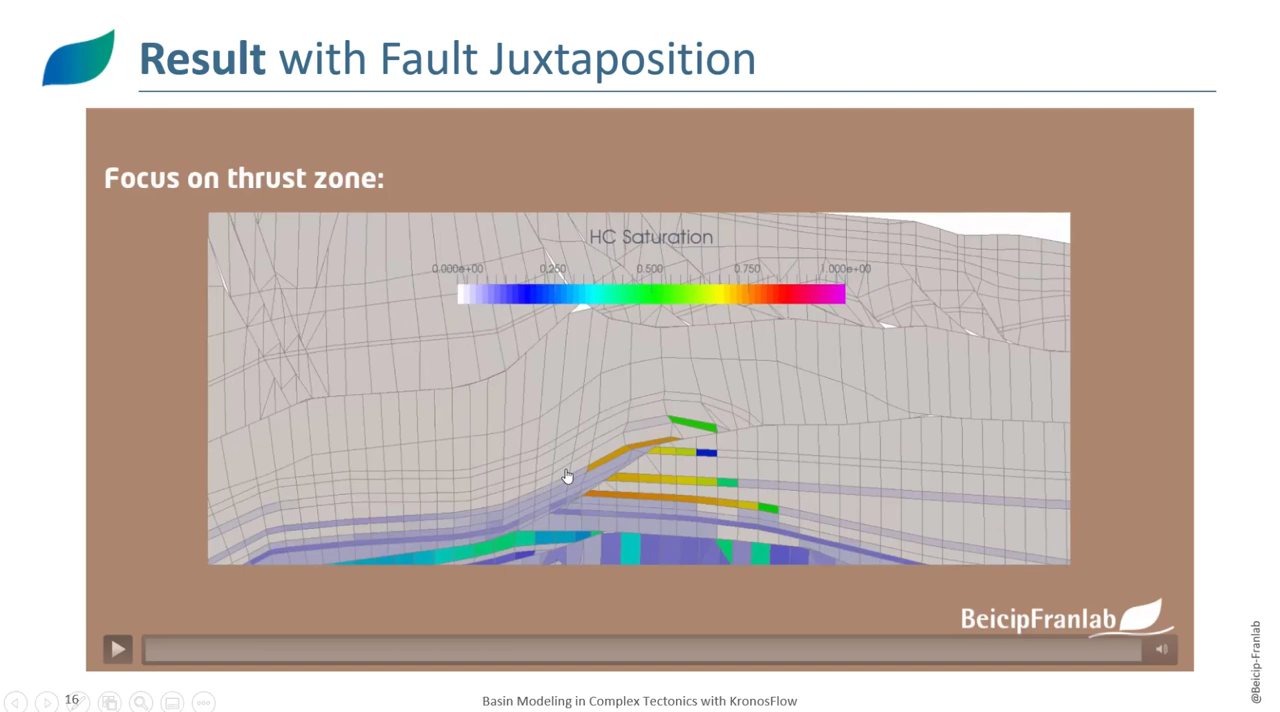 Result with Fault Juxtaposition
Focus on thrust zone:
HC Saturation
0.000e+00 0.250 0.500 0.750 1.000e+00
BeicipFranlab
@Beicip-Franlab
16
Basin Modeling in Complex Tectonics with KronosFlow